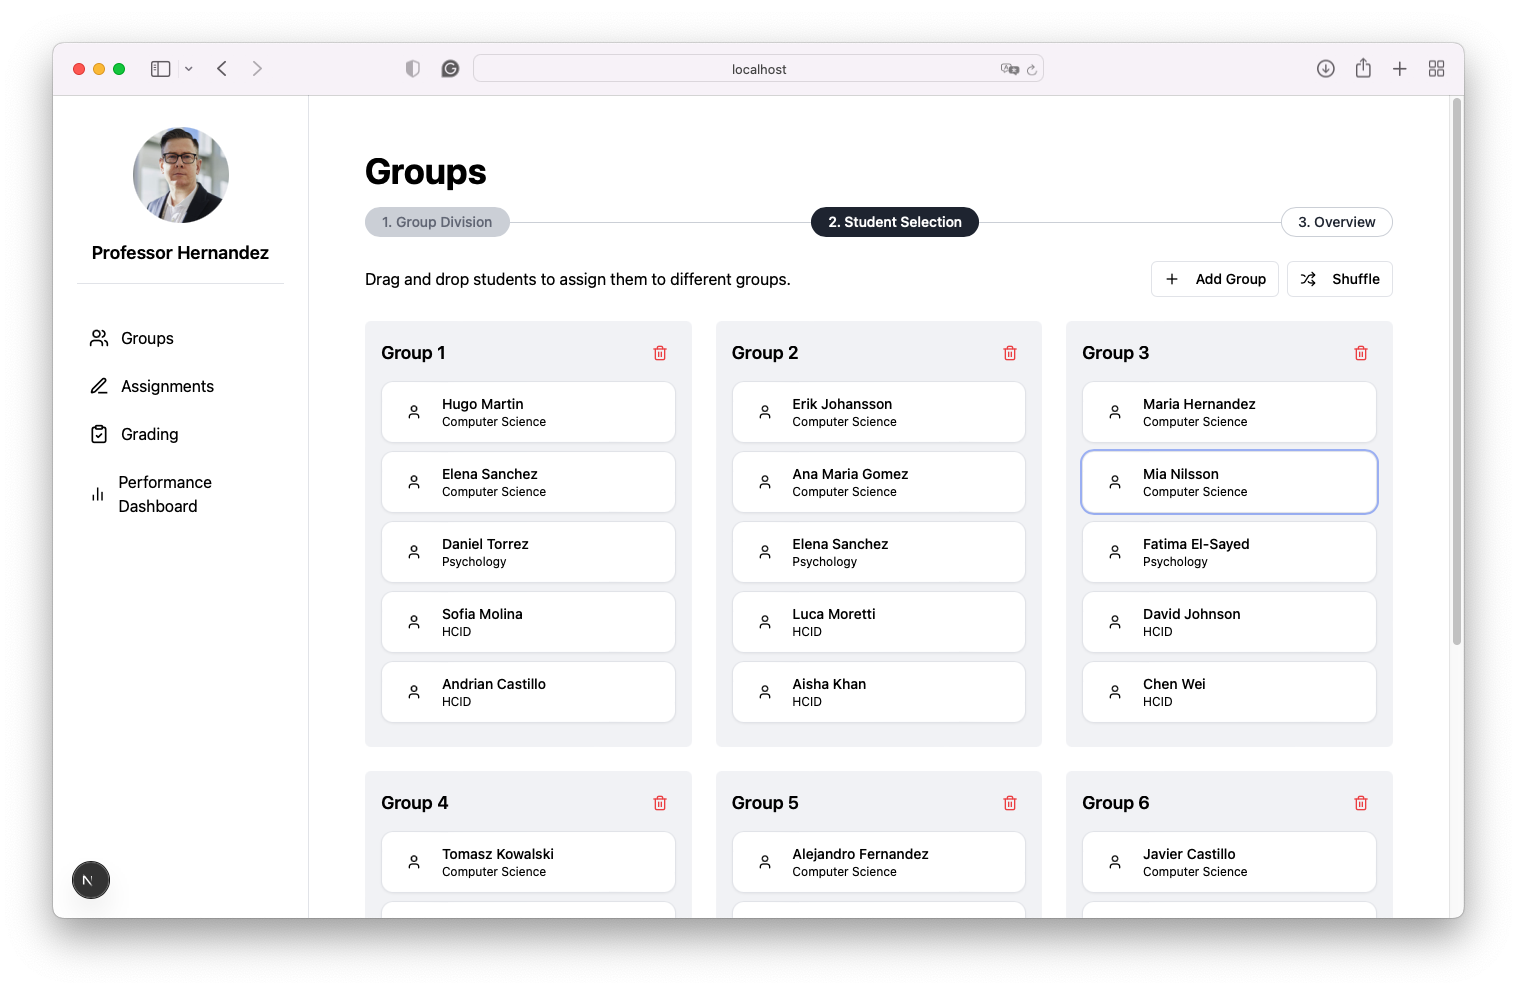 localhost
Professor Hernandez
Groups
Assignments
Grading
Performance
Dashboard
N
Groups
1. Group Division
2. Student Selection
3. Overview
Drag and drop students to assign them to different groups.
Add Group
Shuffle
Group 1
Hugo Martin
Computer Science
Elena Sanchez
Computer Science
Daniel Torrez
Psychology
Sofia Molina
HCID
Andrian Castillo
HCID
Group 2
Erik Johansson
Computer Science
Ana Maria Gomez
Computer Science
Elena Sanchez
Psychology
Luca Moretti
HCID
Aisha Khan
HCID
Group 3
Maria Hernandez
Computer Science
Mia Nilsson
Computer Science
Fatima El-Sayed
Psychology
David Johnson
HCID
Chen Wei
HCID
Group 4
Tomasz Kowalski
Computer Science
Group 5
Alejandro Fernandez
Computer Science
Group 6
Javier Castillo
Computer Science